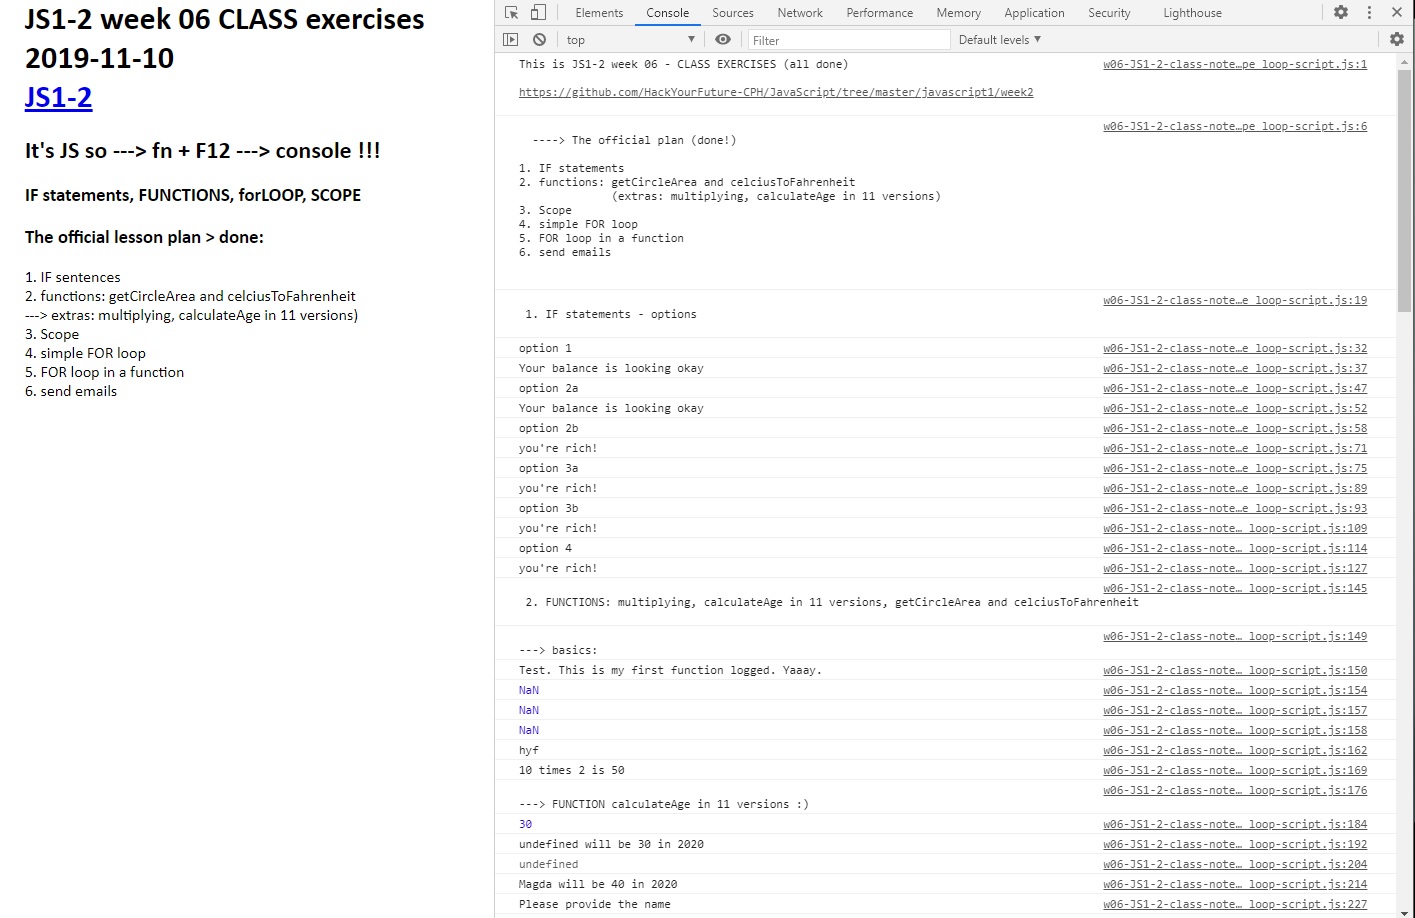 JS1-2 week 06 CLASS exercises
2019-11-10
JS1-2
It's JS so ---> fn + F12 ---> console !!!
IF statements, FUNCTIONS, forLOOP, SCOPE
The official lesson plan > done:
1. IF sentences
2. functions: getCircleArea and celciusToFahrenheit
---> extras: multiplying, calculateAge in 11 versions)
3. Scope
4. simple FOR loop
5. FOR loop in a function
6. send emails
Elements Console Sources Network Performance Memory Application Security Lighthouse
top Filter Default levels
This is JS1-2 week 06 - CLASS EXERCISES (all done) w06-JS1-2-class-note…pe loop-script.js:1
https://github.com/HackYourFuture-CPH/JavaScript/tree/master/javascript1/week2
w06-JS1-2-class-note…pe loop-script.js:6
----> The official plan (done!)
1. IF statements
2. functions: getCircleArea and celciusToFahrenheit
(extras: multiplying, calculateAge in 11 versions)
3. Scope
4. simple FOR loop
5. FOR loop in a function
6. send emails
w06-JS1-2-class-note…e loop-script.js:19
1. IF statements - options
option 1 w06-JS1-2-class-note…e loop-script.js:32
Your balance is looking okay w06-JS1-2-class-note…e loop-script.js:37
option 2a w06-JS1-2-class-note…e loop-script.js:47
Your balance is looking okay w06-JS1-2-class-note…e loop-script.js:52
option 2b w06-JS1-2-class-note…e loop-script.js:58
you're rich! w06-JS1-2-class-note…e loop-script.js:71
option 3a w06-JS1-2-class-note…e loop-script.js:75
you're rich! w06-JS1-2-class-note…e loop-script.js:89
option 3b w06-JS1-2-class-note…e loop-script.js:93
you're rich! w06-JS1-2-class-note… loop-script.js:109
option 4 w06-JS1-2-class-note… loop-script.js:114
you're rich! w06-JS1-2-class-note… loop-script.js:127
w06-JS1-2-class-note… loop-script.js:145
2. FUNCTIONS: multiplying, calculateAge in 11 versions, getCircleArea and celciusToFahrenheit
w06-JS1-2-class-note… loop-script.js:149
---> basics:
Test. This is my first function logged. Yaaay. w06-JS1-2-class-note… loop-script.js:150
NaN w06-JS1-2-class-note… loop-script.js:154
NaN w06-JS1-2-class-note… loop-script.js:157
NaN w06-JS1-2-class-note… loop-script.js:158
hyf w06-JS1-2-class-note… loop-script.js:162
10 times 2 is 50 w06-JS1-2-class-note… loop-script.js:169
w06-JS1-2-class-note… loop-script.js:176
---> FUNCTION calculateAge in 11 versions :)
30 w06-JS1-2-class-note… loop-script.js:184
undefined will be 30 in 2020 w06-JS1-2-class-note… loop-script.js:192
undefined w06-JS1-2-class-note… loop-script.js:204
Magda will be 40 in 2020 w06-JS1-2-class-note… loop-script.js:214
Please provide the name w06-JS1-2-class-note… loop-script.js:227